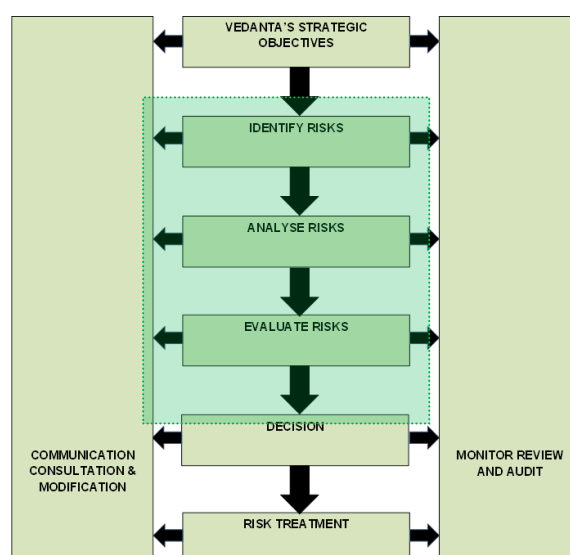 VEDANTA'S STRATEGIC
OBJECTIVES
IDENTIFY RISKS
ANALYSE RISKS
EVALUATE RISKS
DECISION
COMMUNICATION
CONSULTATION &
MODIFICATION
MONITOR REVIEW
AND AUDIT
RISK TREATMENT